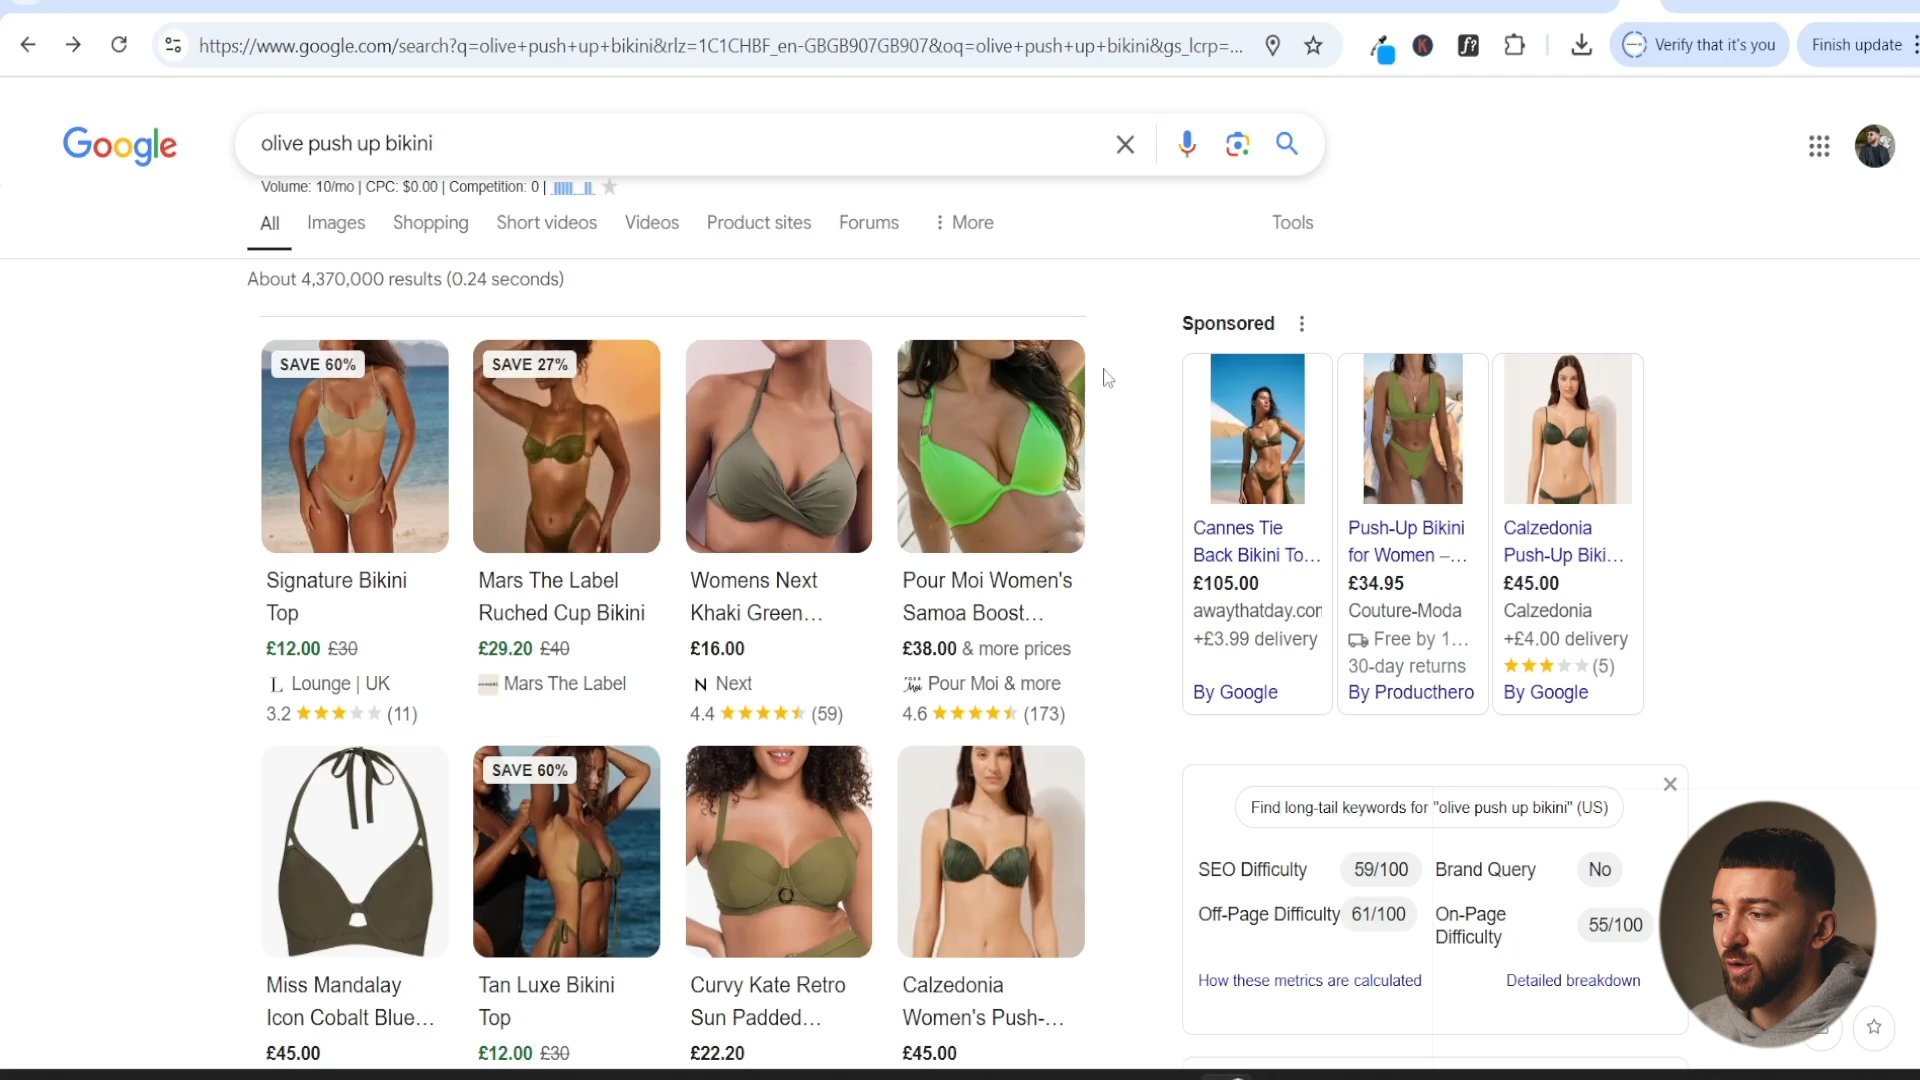 https://www.google.com/search?q=olive+push+up+bikini&rlz=1C1CHBF_en-GBGB907GB907&oq=olive+push+up+bikini&gs_lcrp=...
K
f?
Verify that it's you
Finish update
Google
olive push up bikini
Volume: 10/mo | CPC: $0.00 | Competition: 0 |
All
Images
Shopping
Short videos
Videos
Product sites
Forums
More
Tools
About 4,370,000 results (0.24 seconds)
SAVE 60%
SAVE 27%
Signature Bikini
Top
£12.00 £30
L Lounge | UK
3.2 (11)
Mars The Label
Ruched Cup Bikini
£29.20 £40
Mars The Label
Womens Next
Khaki Green...
£16.00
N Next
4.4 (59)
Pour Moi Women's
Samoa Boost...
£38.00 & more prices
Pour Moi & more
4.6 (173)
Miss Mandalay
Icon Cobalt Blue...
£45.00
SAVE 60%
Tan Luxe Bikini
Top
£12.00 £30
Curvy Kate Retro
Sun Padded...
£22.20
Calzedonia
Women's Push-...
£45.00
Sponsored
Cannes Tie
Back Bikini To...
£105.00
awaythatday.com
+£3.99 delivery
By Google
Push-Up Bikini
for Women –...
£34.95
Couture-Moda
Free by 1...
30-day returns
By Producthero
Calzedonia
Push-Up Biki...
£45.00
Calzedonia
+£4.00 delivery
(5)
By Google
Find long-tail keywords for "olive push up bikini" (US)
SEO Difficulty 59/100
Brand Query No
Off-Page Difficulty 61/100
On-Page
Difficulty 55/100
How these metrics are calculated
Detailed breakdown